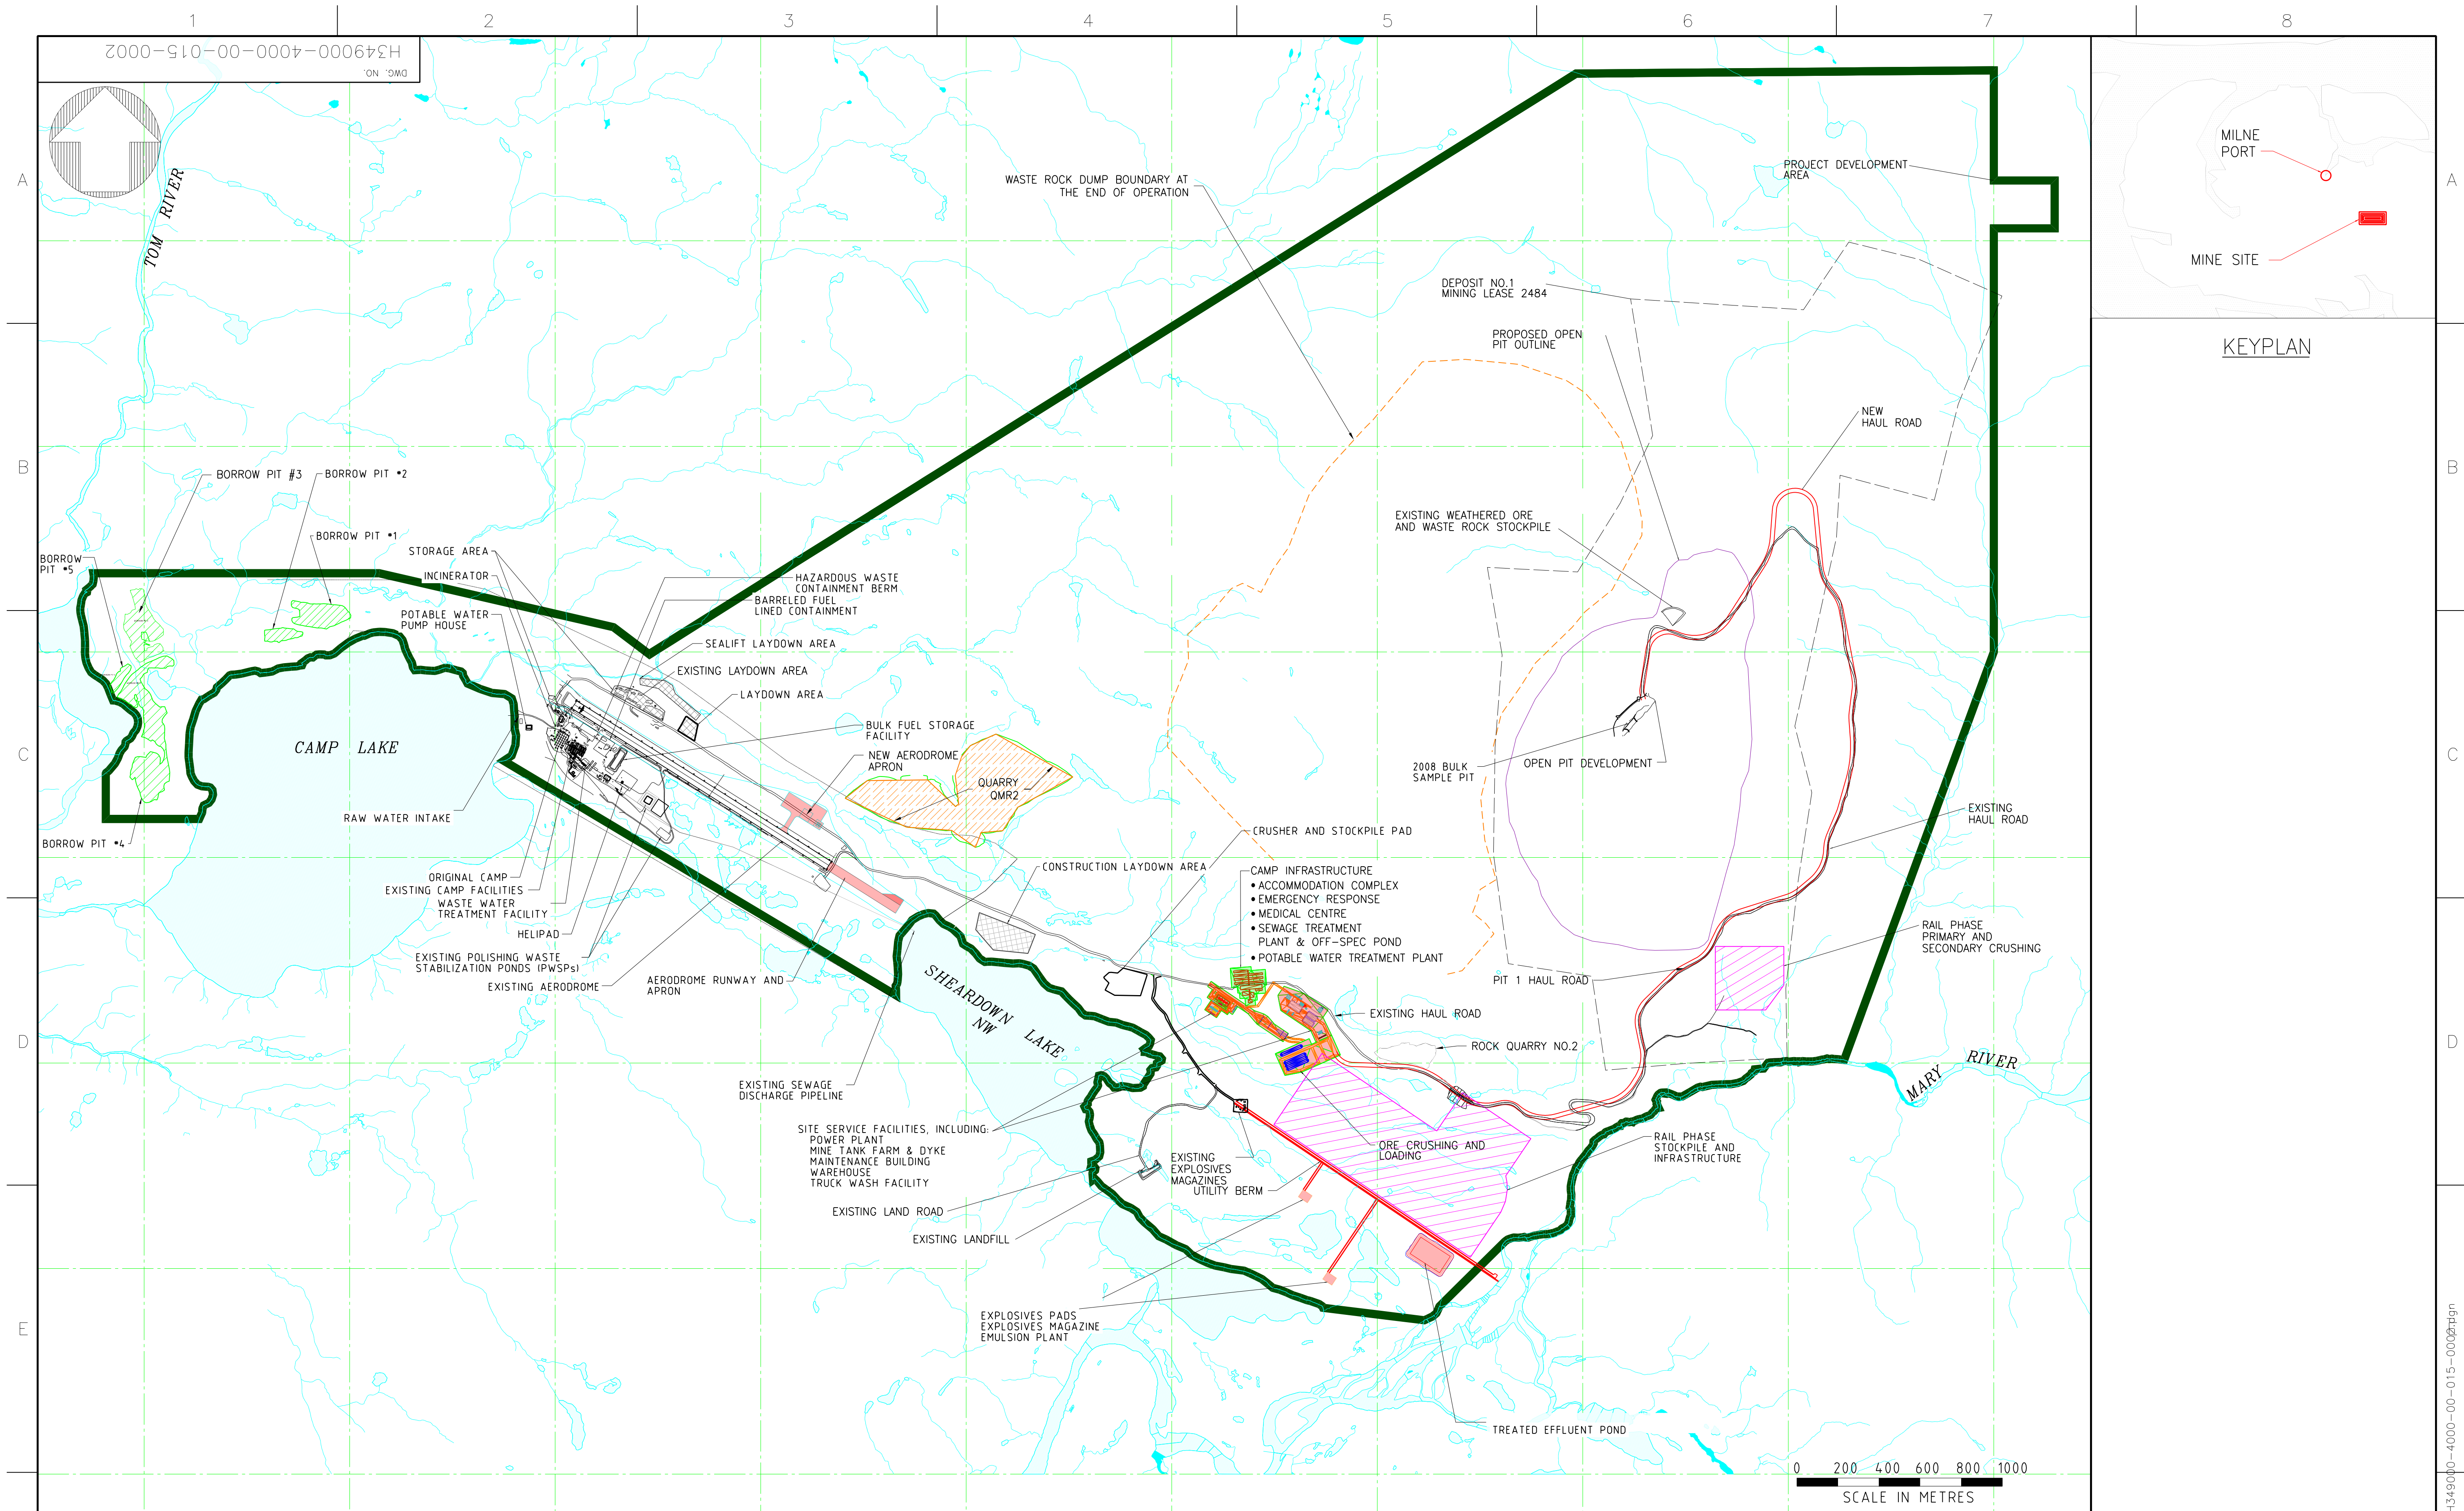 1 2 3 4 5 6 7 8
H349000-4000-00-015-0002
DWG. NO.
A
B
C
D
E
A
B
C
D
TOM RIVER
WASTE ROCK DUMP BOUNDARY AT
THE END OF OPERATION
PROJECT DEVELOPMENT
AREA
DEPOSIT NO.1
MINING LEASE 2484
PROPOSED OPEN
PIT OUTLINE
NEW
HAUL ROAD
MILNE
PORT
MINE SITE
KEYPLAN
BORROW PIT #3
BORROW PIT #2
BORROW PIT #1
BORROW
PIT #5
STORAGE AREA
INCINERATOR
POTABLE WATER
PUMP HOUSE
HAZARDOUS WASTE
CONTAINMENT BERM
BARRELED FUEL
LINED CONTAINMENT
SEALIFT LAYDOWN AREA
EXISTING LAYDOWN AREA
LAYDOWN AREA
BULK FUEL STORAGE
FACILITY
NEW AERODROME
APRON
QUARRY
QMR2
EXISTING WEATHERED ORE
AND WASTE ROCK STOCKPILE
2008 BULK
SAMPLE PIT
OPEN PIT DEVELOPMENT
EXISTING
HAUL ROAD
CAMP LAKE
RAW WATER INTAKE
BORROW PIT #4
ORIGINAL CAMP
EXISTING CAMP FACILITIES
WASTE WATER
TREATMENT FACILITY
HELIPAD
EXISTING POLISHING WASTE
STABILIZATION PONDS (PWSPs)
EXISTING AERODROME
AERODROME RUNWAY AND
APRON
CRUSHER AND STOCKPILE PAD
CONSTRUCTION LAYDOWN AREA
CAMP INFRASTRUCTURE
• ACCOMMODATION COMPLEX
• EMERGENCY RESPONSE
• MEDICAL CENTRE
• SEWAGE TREATMENT
PLANT & OFF-SPEC POND
• POTABLE WATER TREATMENT PLANT
RAIL PHASE
PRIMARY AND
SECONDARY CRUSHING
PIT 1 HAUL ROAD
EXISTING HAUL ROAD
ROCK QUARRY NO.2
SHEARDOWN LAKE
NW
MARY RIVER
EXISTING SEWAGE
DISCHARGE PIPELINE
SITE SERVICE FACILITIES, INCLUDING:
POWER PLANT
MINE TANK FARM & DYKE
MAINTENANCE BUILDING
WAREHOUSE
TRUCK WASH FACILITY
EXISTING LAND ROAD
EXISTING LANDFILL
EXISTING
EXPLOSIVES
MAGAZINES
UTILITY BERM
ORE CRUSHING AND
LOADING
RAIL PHASE
STOCKPILE AND
INFRASTRUCTURE
EXPLOSIVES PADS
EXPLOSIVES MAGAZINE
EMULSION PLANT
TREATED EFFLUENT POND
0 200 400 600 800 1000
SCALE IN METRES